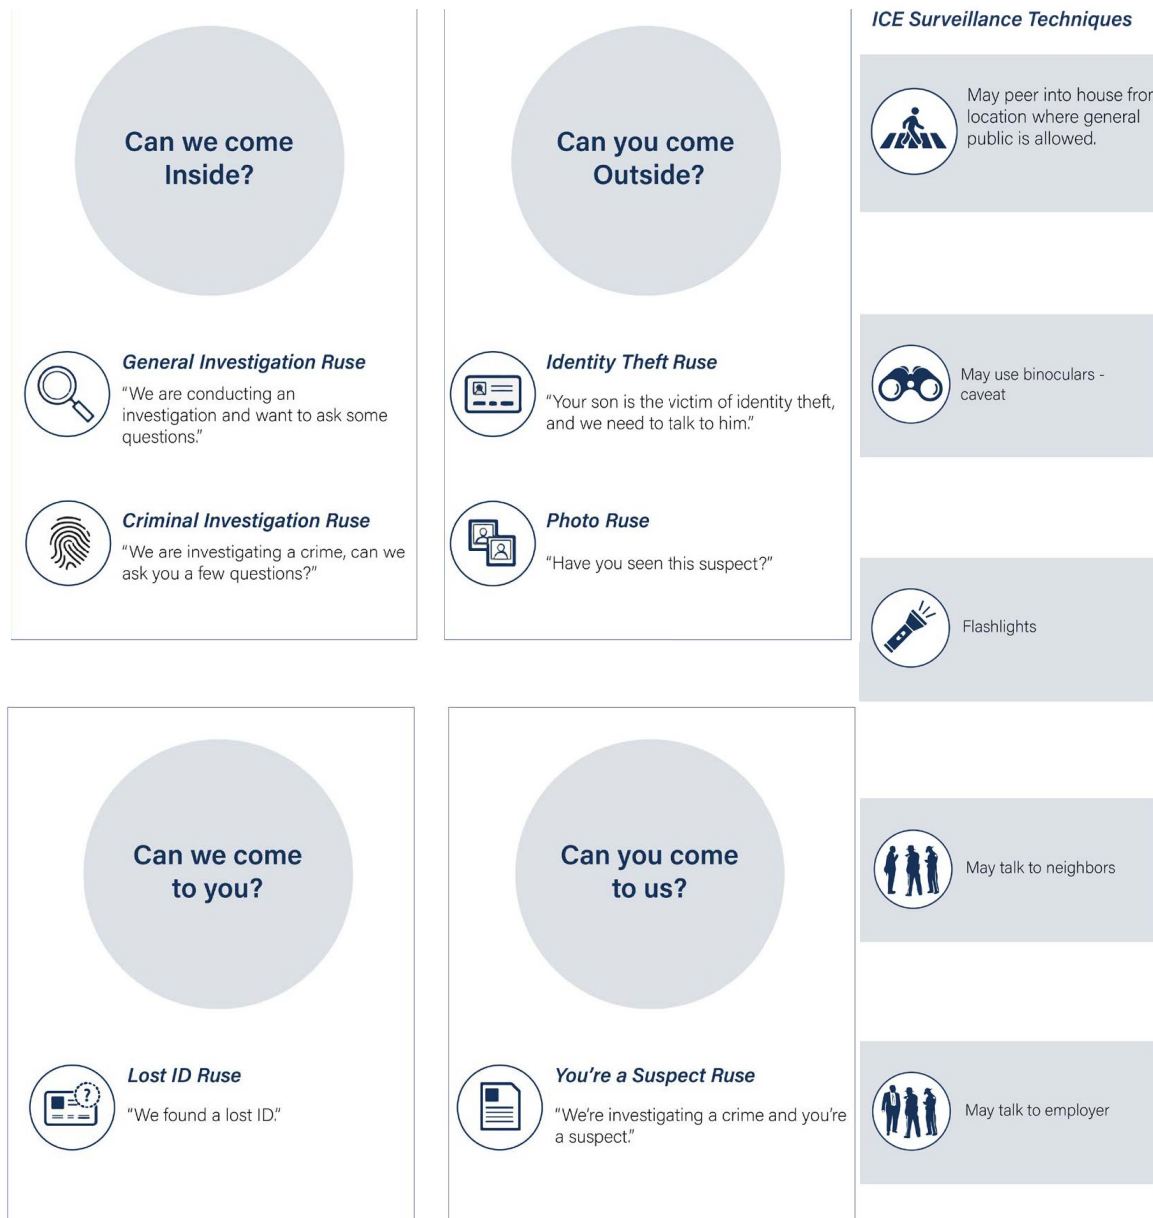 Can we come
Inside?
General Investigation Ruse
“We are conducting an
investigation and want to ask some
questions.”
Criminal Investigation Ruse
“We are investigating a crime, can we
ask you a few questions?”
Can you come
Outside?
Identity Theft Ruse
“Your son is the victim of identity theft,
and we need to talk to him.”
Photo Ruse
“Have you seen this suspect?”
Can we come
to you?
Lost ID Ruse
“We found a lost ID.”
?
Can you come
to us?
You’re a Suspect Ruse
“We’re investigating a crime and you’re
a suspect.”
ICE Surveillance Techniques
May peer into house from
location where general
public is allowed.
May use binoculars -
caveat
Flashlights
May talk to neighbors
May talk to employer